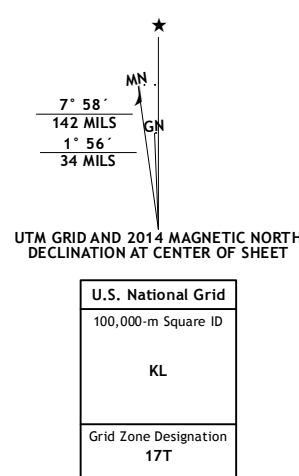 ★
MN
7° 58´
142 MILS
GN
1° 56´
34 MILS
UTM GRID AND 2014 MAGNETIC NORTH
DECLINATION AT CENTER OF SHEET
U.S. National Grid
100,000-m Square ID
KL
Grid Zone Designation
17T